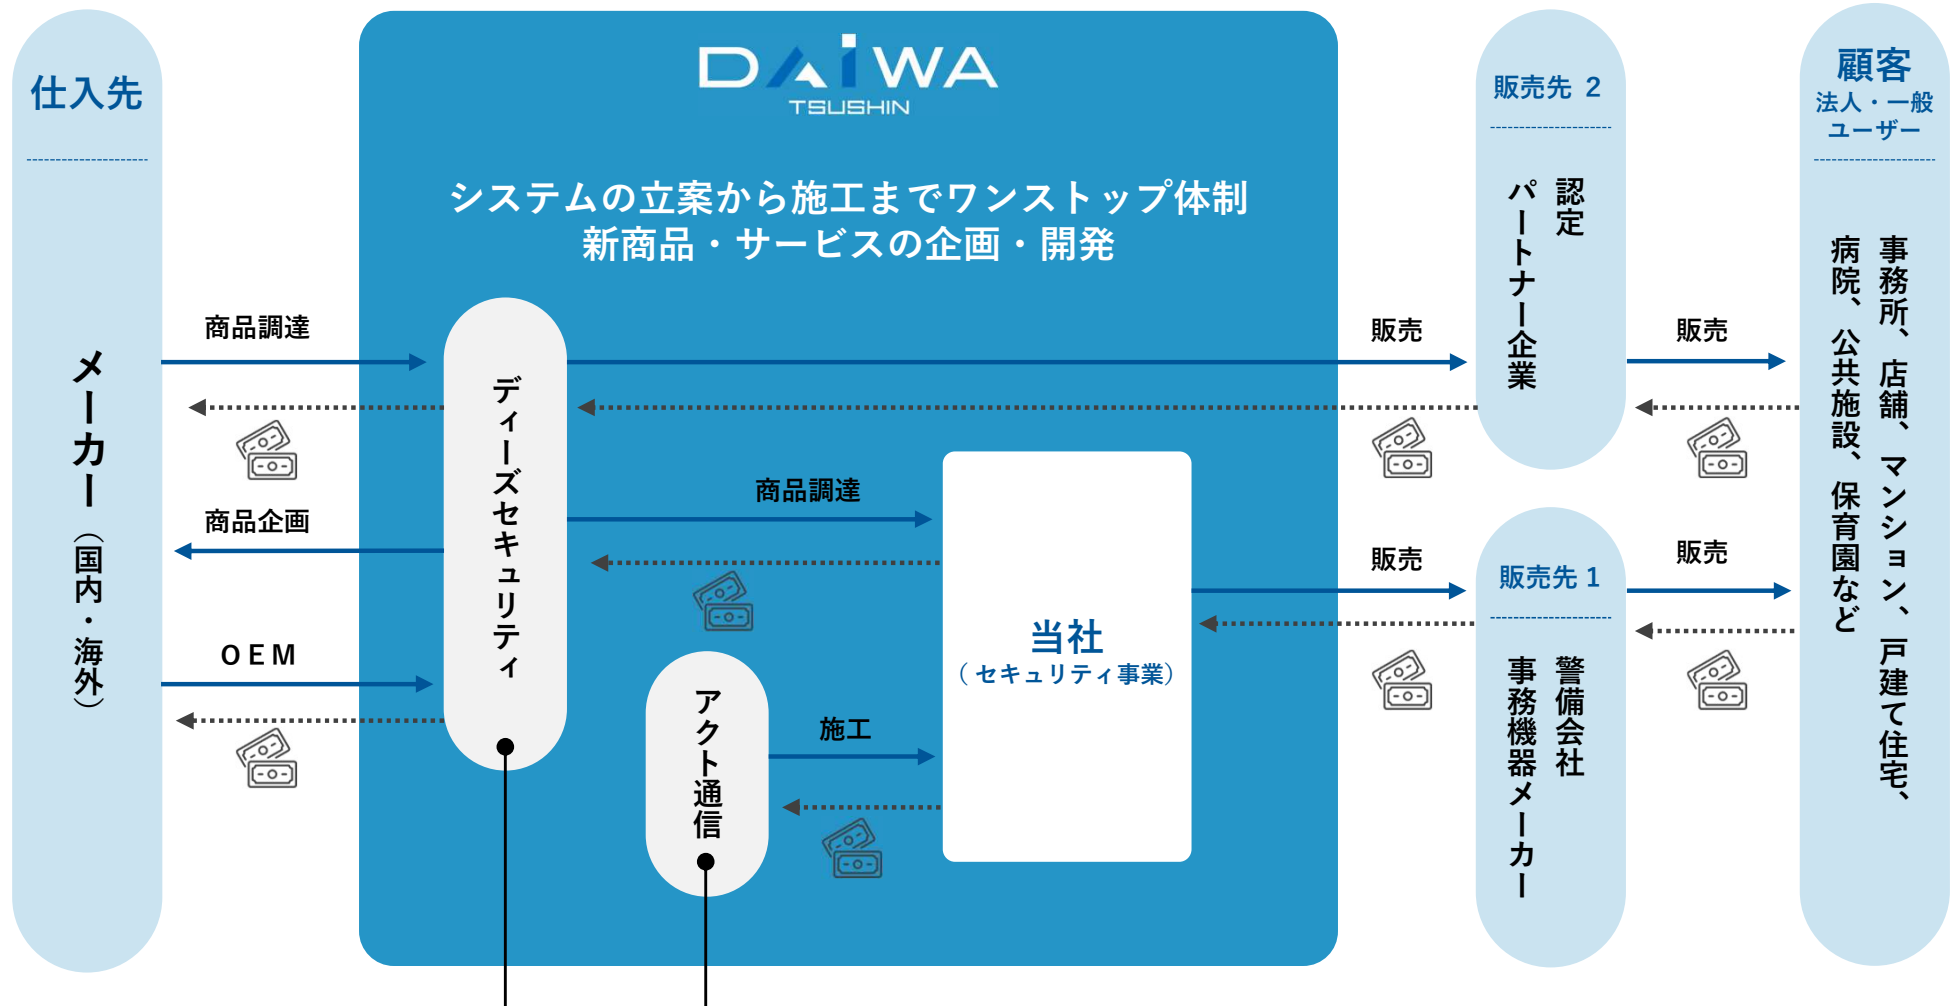 仕入先
メーカー（国内・海外）
商品調達
商品企画
OEM
DAiWA
TSUSHIN
システムの立案から施工までワンストップ体制
新商品・サービスの企画・開発
ディーズセキュリティ
商品調達
アクト通信
施工
当社
（セキュリティ事業）
販売
販売
販売先 2
認定
パートナー企業
販売先 1
警備会社
事務機器メーカー
販売
販売
顧客
法人・一般
ユーザー
事務所、店舗、マンション、戸建て住宅、
病院、公共施設、保育園など